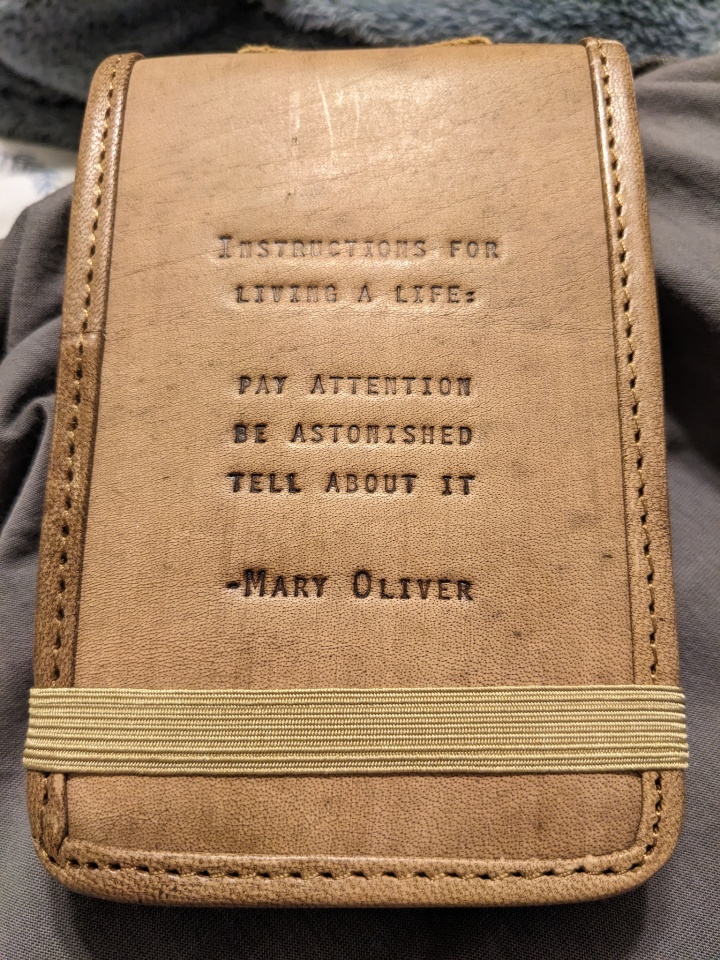 Instructions for
living a life:
pay attention
be astonished
tell about it
-Mary Oliver